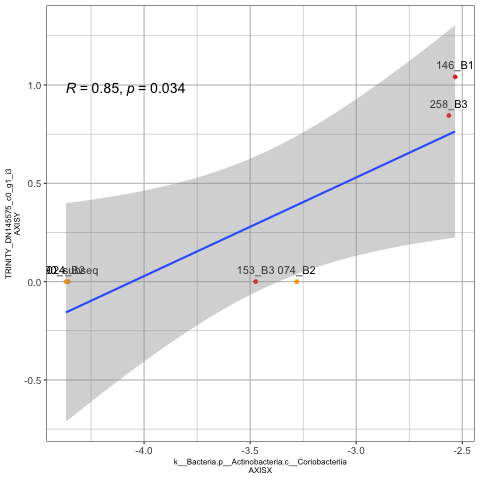 146_B1
258_B3
R = 0.85, p = 0.034
1.0
0.5
0.0
-0.5
153_B3
074_B2
-4.0
-3.5
-3.0
-2.5
k__Bacteria.p__Actinobacteria.c__Coriobacteriia
AXISX
TRINITY_DN145575_c0_g1_i3
AXISY